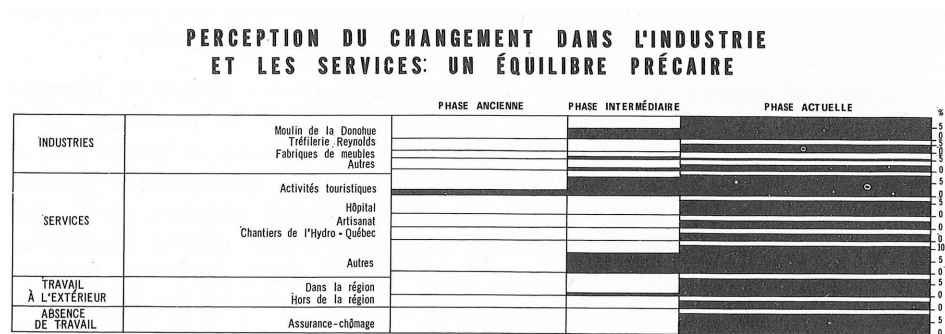 PERCEPTION DU CHANGEMENT DANS L'INDUSTRIE
ET LES SERVICES: UN ÉQUILIBRE PRÉCAIRE
PHASE ANCIENNE PHASE INTERMÉDIAIRE PHASE ACTUELLE %
INDUSTRIES
Moulin de la Donohue
Tréfilerie Reynolds
Fabriques de meubles
Autres
SERVICES
Activités touristiques
Hôpital
Artisanat
Chantiers de l'Hydro-Québec
Autres
TRAVAIL
À L'EXTÉRIEUR
Dans la région
Hors de la région
ABSENCE
DE TRAVAIL
Assurance-chômage